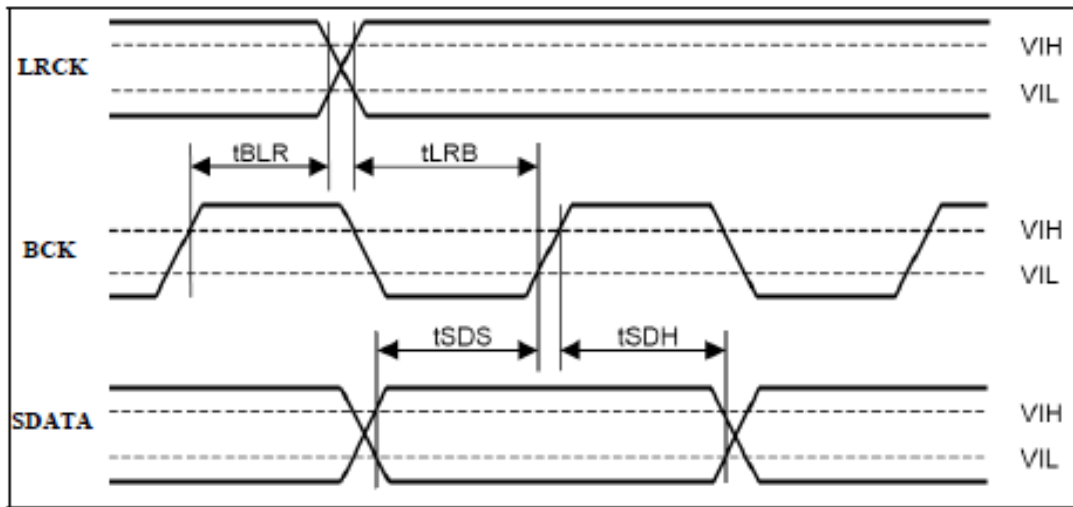 LRCK
VIH
VIL
tBLR
tLRB
BCK
VIH
VIL
tSDS
tSDH
SDATA
VIH
VIL